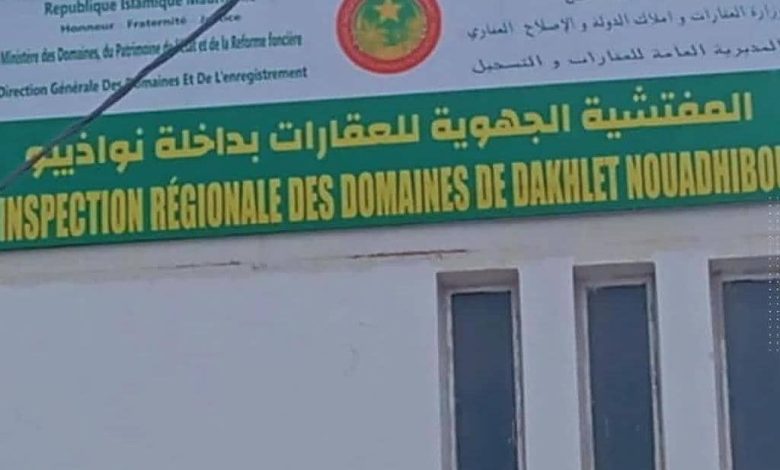 République Islamique
Honneur - Fraternité - Justice
Ministère des Domaines, du Patrimoine de l'Etat et de la Reforme foncière
Direction Générale Des Domaines Et De L'enregistrement
وزارة العقارات و املاك الدولة و الإصلاح العقاري
المديرية العامة للعقارات و التسجيل
المفتشية الجهوية للعقارات بداخلة نواذيبو
INSPECTION RÉGIONALE DES DOMAINES DE DAKHLET NOUADHIBOU